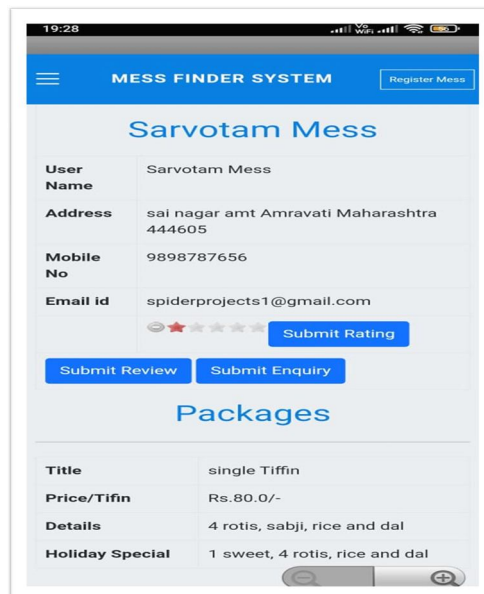 19:28
Vo
WiFi
MESS FINDER SYSTEM
Register Mess
Sarvotam Mess
User Name Sarvotam Mess
Address sai nagar amt Amravati Maharashtra
444605
Mobile No 9898787656
Email id spiderprojects1@gmail.com
Submit Rating
Submit Review Submit Enquiry
Packages
Title single Tiffin
Price/Tifin Rs.80.0/-
Details 4 rotis, sabji, rice and dal
Holiday Special 1 sweet, 4 rotis, rice and dal